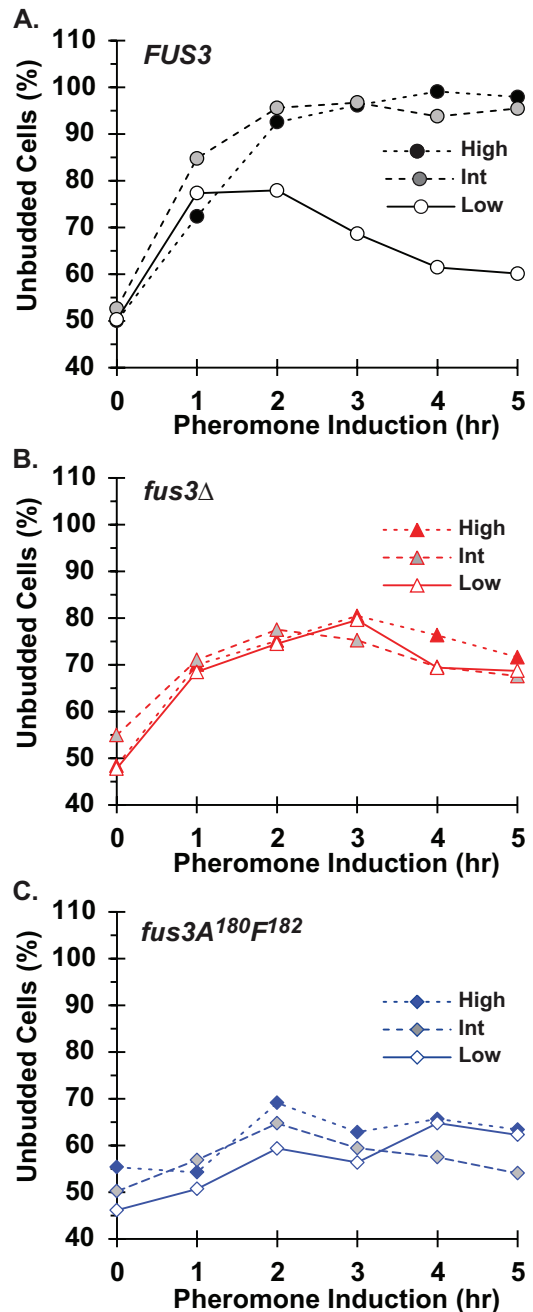 A.
FUS3
Unbudded Cells (%)
110
100
90
80
70
60
50
40
High
Int
Low
0 1 2 3 4 5
Pheromone Induction (hr)
B.
fus3Δ
Unbudded Cells (%)
110
100
90
80
70
60
50
40
High
Int
Low
0 1 2 3 4 5
Pheromone Induction (hr)
C.
fus3A¹⁸⁰F¹⁸²
Unbudded Cells (%)
110
100
90
80
70
60
50
40
High
Int
Low
0 1 2 3 4 5
Pheromone Induction (hr)